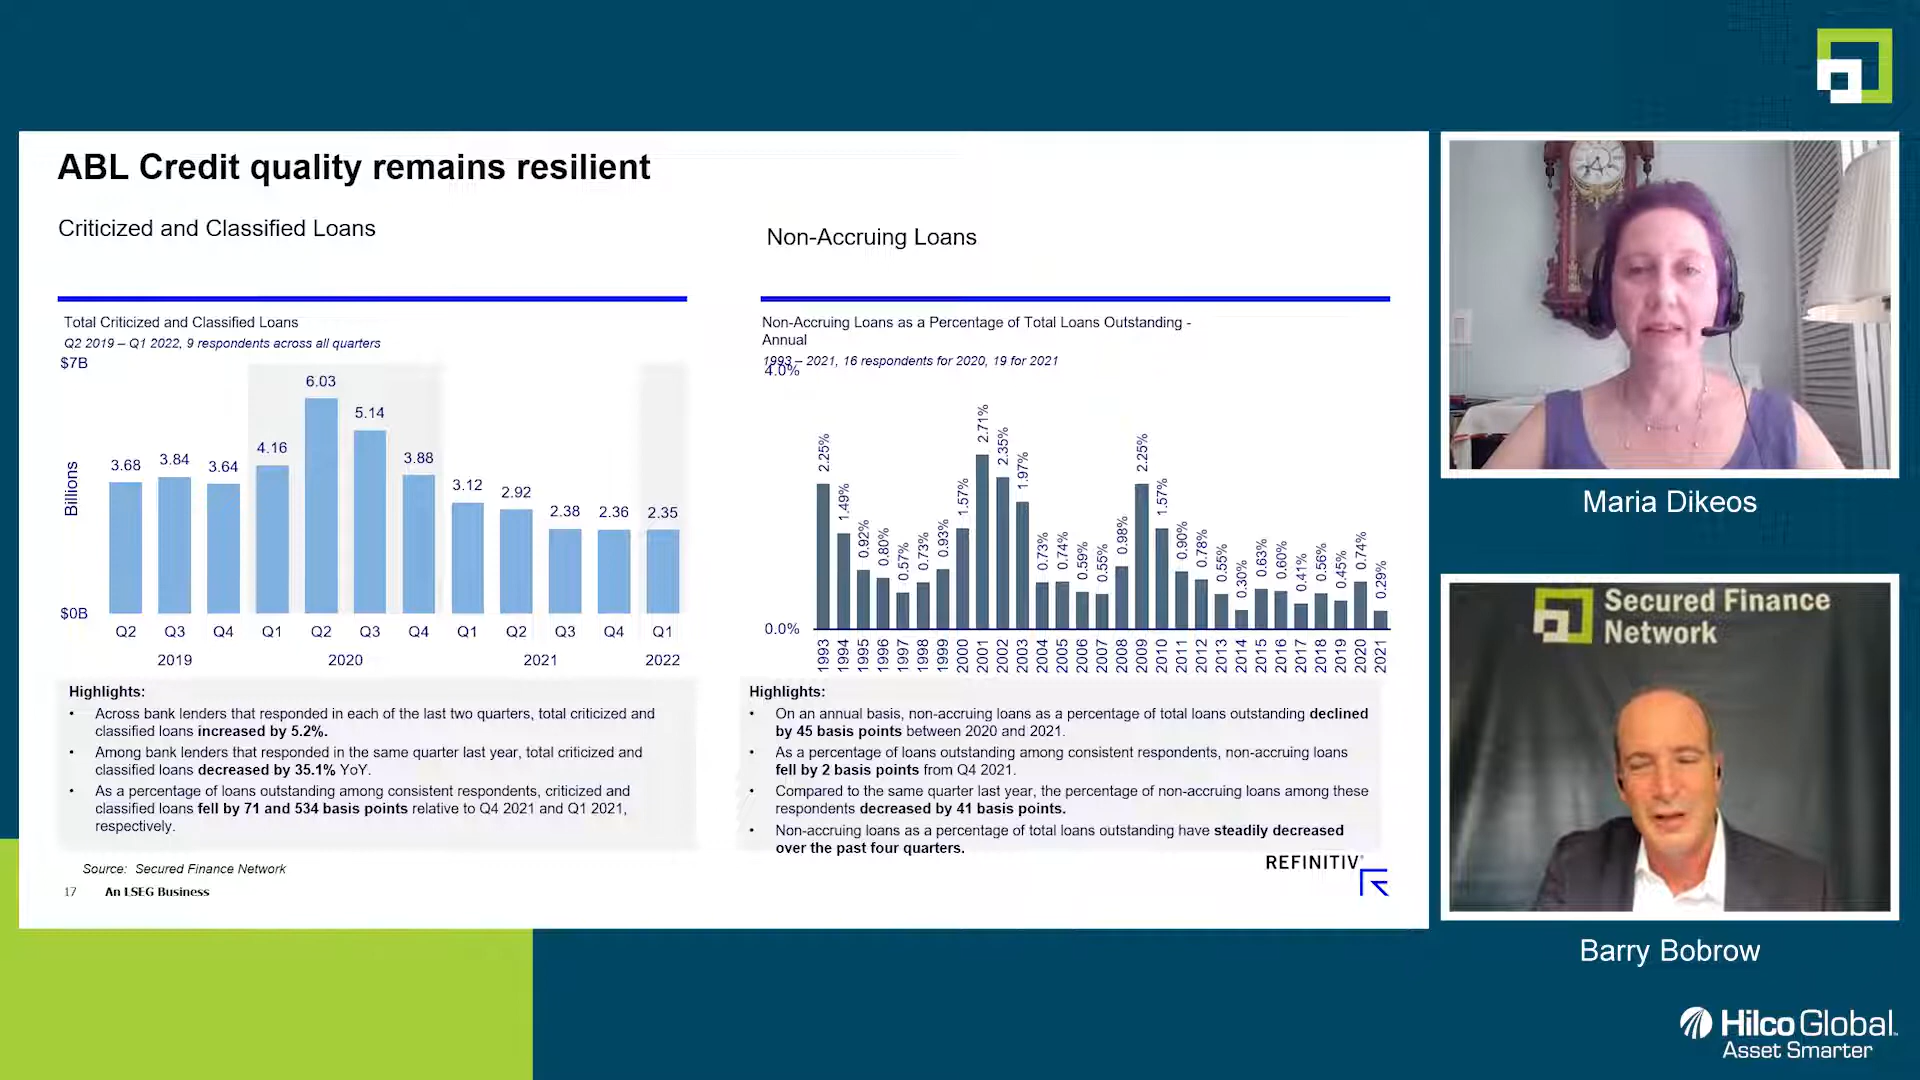 ABL Credit quality remains resilient
Criticized and Classified Loans
Total Criticized and Classified Loans
Q2 2019 – Q1 2022, 9 respondents across all quarters
$7B
Billions
$0B
3.68
3.84
3.64
4.16
6.03
5.14
3.88
3.12
2.92
2.38
2.36
2.35
Q2 Q3 Q4 Q1 Q2 Q3 Q4 Q1 Q2 Q3 Q4 Q1
2019 2020 2021 2022
Highlights:
• Across bank lenders that responded in each of the last two quarters, total criticized and
classified loans increased by 5.2%.
• Among bank lenders that responded in the same quarter last year, total criticized and
classified loans decreased by 35.1% YoY.
• As a percentage of loans outstanding among consistent respondents, criticized and
classified loans fell by 71 and 534 basis points relative to Q4 2021 and Q1 2021,
respectively.
Source: Secured Finance Network
17 An LSEG Business
Non-Accruing Loans
Non-Accruing Loans as a Percentage of Total Loans Outstanding -
Annual
1993 – 2021, 16 respondents for 2020, 19 for 2021
4.0%
0.0%
2.25%
1.49%
0.92%
0.80%
0.57%
0.73%
0.93%
1.57%
2.71%
2.35%
1.97%
0.73%
0.74%
0.59%
0.55%
0.98%
2.25%
1.57%
0.90%
0.78%
0.55%
0.30%
0.63%
0.60%
0.41%
0.56%
0.45%
0.74%
0.29%
1993 1994 1995 1996 1997 1998 1999 2000 2001 2002 2003 2004 2005 2006 2007 2008 2009 2010 2011 2012 2013 2014 2015 2016 2017 2018 2019 2020 2021
Highlights:
• On an annual basis, non-accruing loans as a percentage of total loans outstanding declined
by 45 basis points between 2020 and 2021.
• As a percentage of loans outstanding among consistent respondents, non-accruing loans
fell by 2 basis points from Q4 2021.
• Compared to the same quarter last year, the percentage of non-accruing loans among these
respondents decreased by 41 basis points.
• Non-accruing loans as a percentage of total loans outstanding have steadily decreased
over the past four quarters.
REFINITIV
Maria Dikeos
Secured Finance
Network
Barry Bobrow
Hilco Global
Asset Smarter